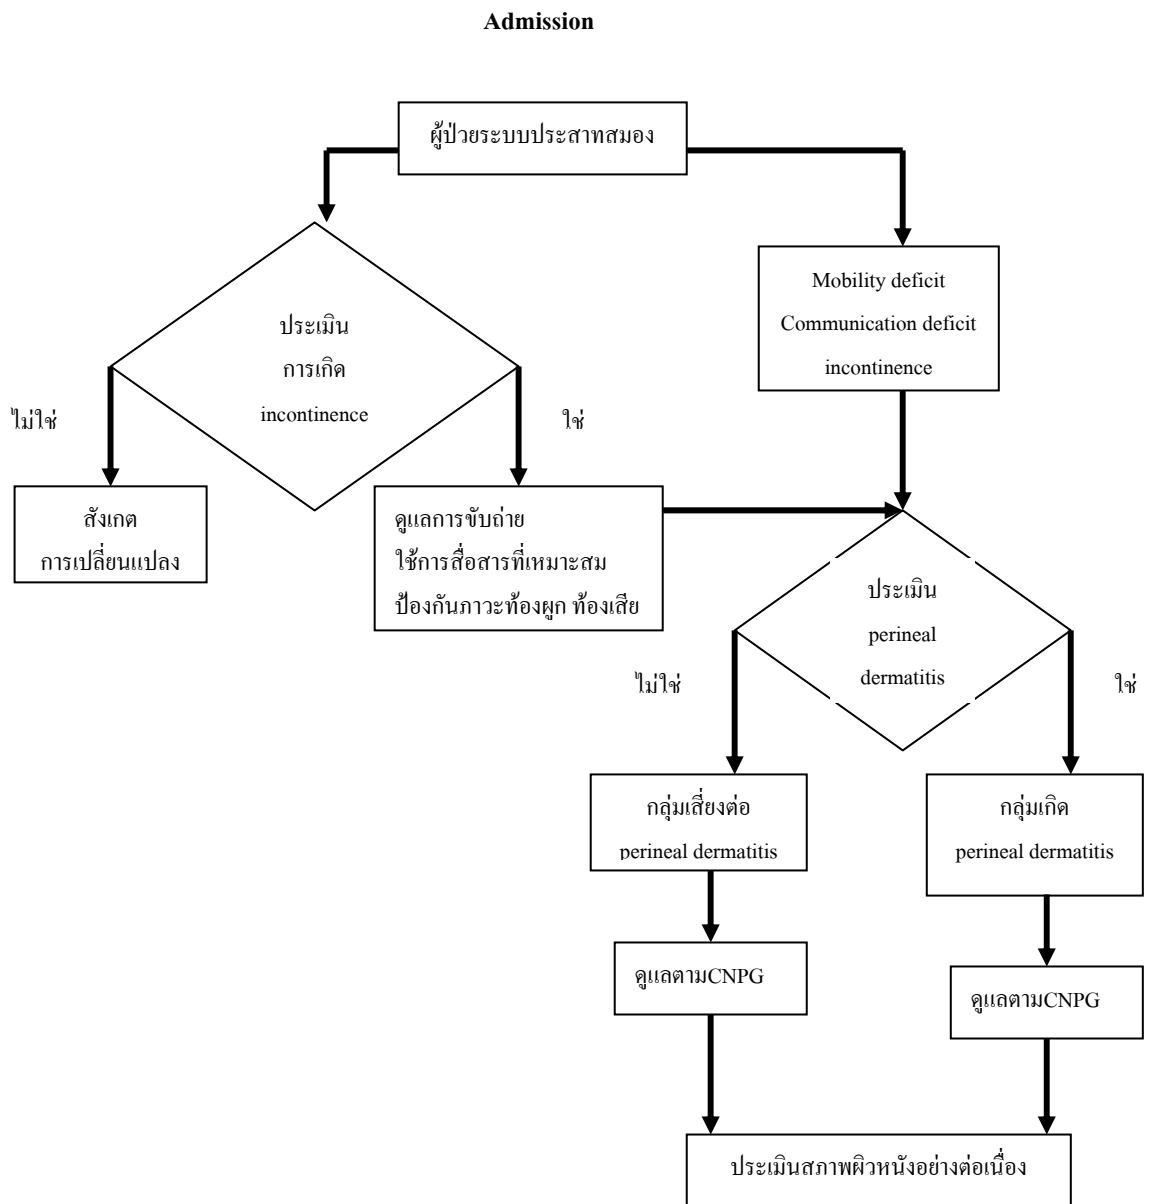 Admission
ผู้ป่วยระบบประสาทสมอง
ประเมิน
การเกิด
incontinence
Mobility deficit
Communication deficit
incontinence
ไม่ใช่
ใช่
สังเกต
การเปลี่ยนแปลง
ดูแลการขับถ่าย
ใช้การสื่อสารที่เหมาะสม
ป้องกันภาวะท้องผูก ท้องเสีย
ประเมิน
perineal
dermatitis
ไม่ใช่
ใช่
กลุ่มเสี่ยงต่อ
perineal dermatitis
กลุ่มเกิด
perineal dermatitis
ดูแลตามCNPG
ดูแลตามCNPG
ประเมินสภาพผิวหนังอย่างต่อเนื่อง